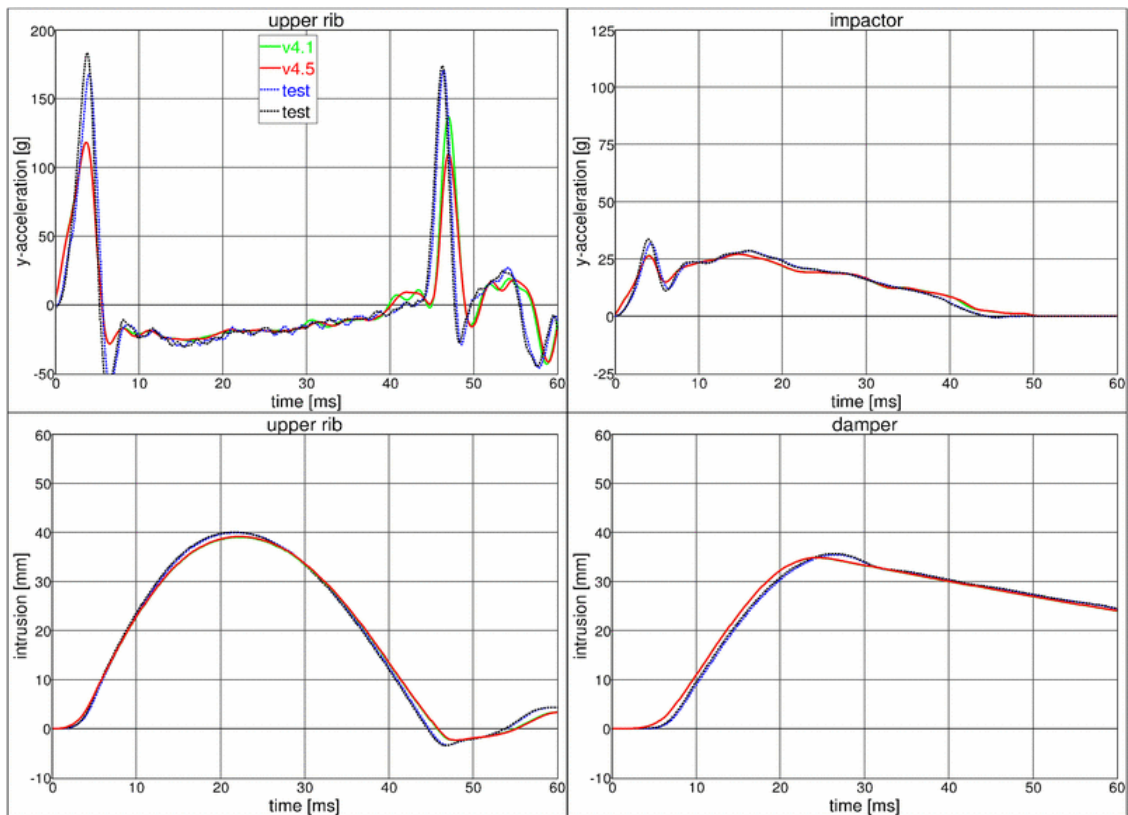 upper rib
y-acceleration [g]
200
150
100
50
0
-50
v4.1
v4.5
test
test
0 10 20 30 40 50 60
time [ms]
impactor
y-acceleration [g]
125
100
75
50
25
0
-25
0 10 20 30 40 50 60
time [ms]
upper rib
intrusion [mm]
60
50
40
30
20
10
0
-10
0 10 20 30 40 50 60
time [ms]
damper
intrusion [mm]
60
50
40
30
20
10
0
-10
0 10 20 30 40 50 60
time [ms]